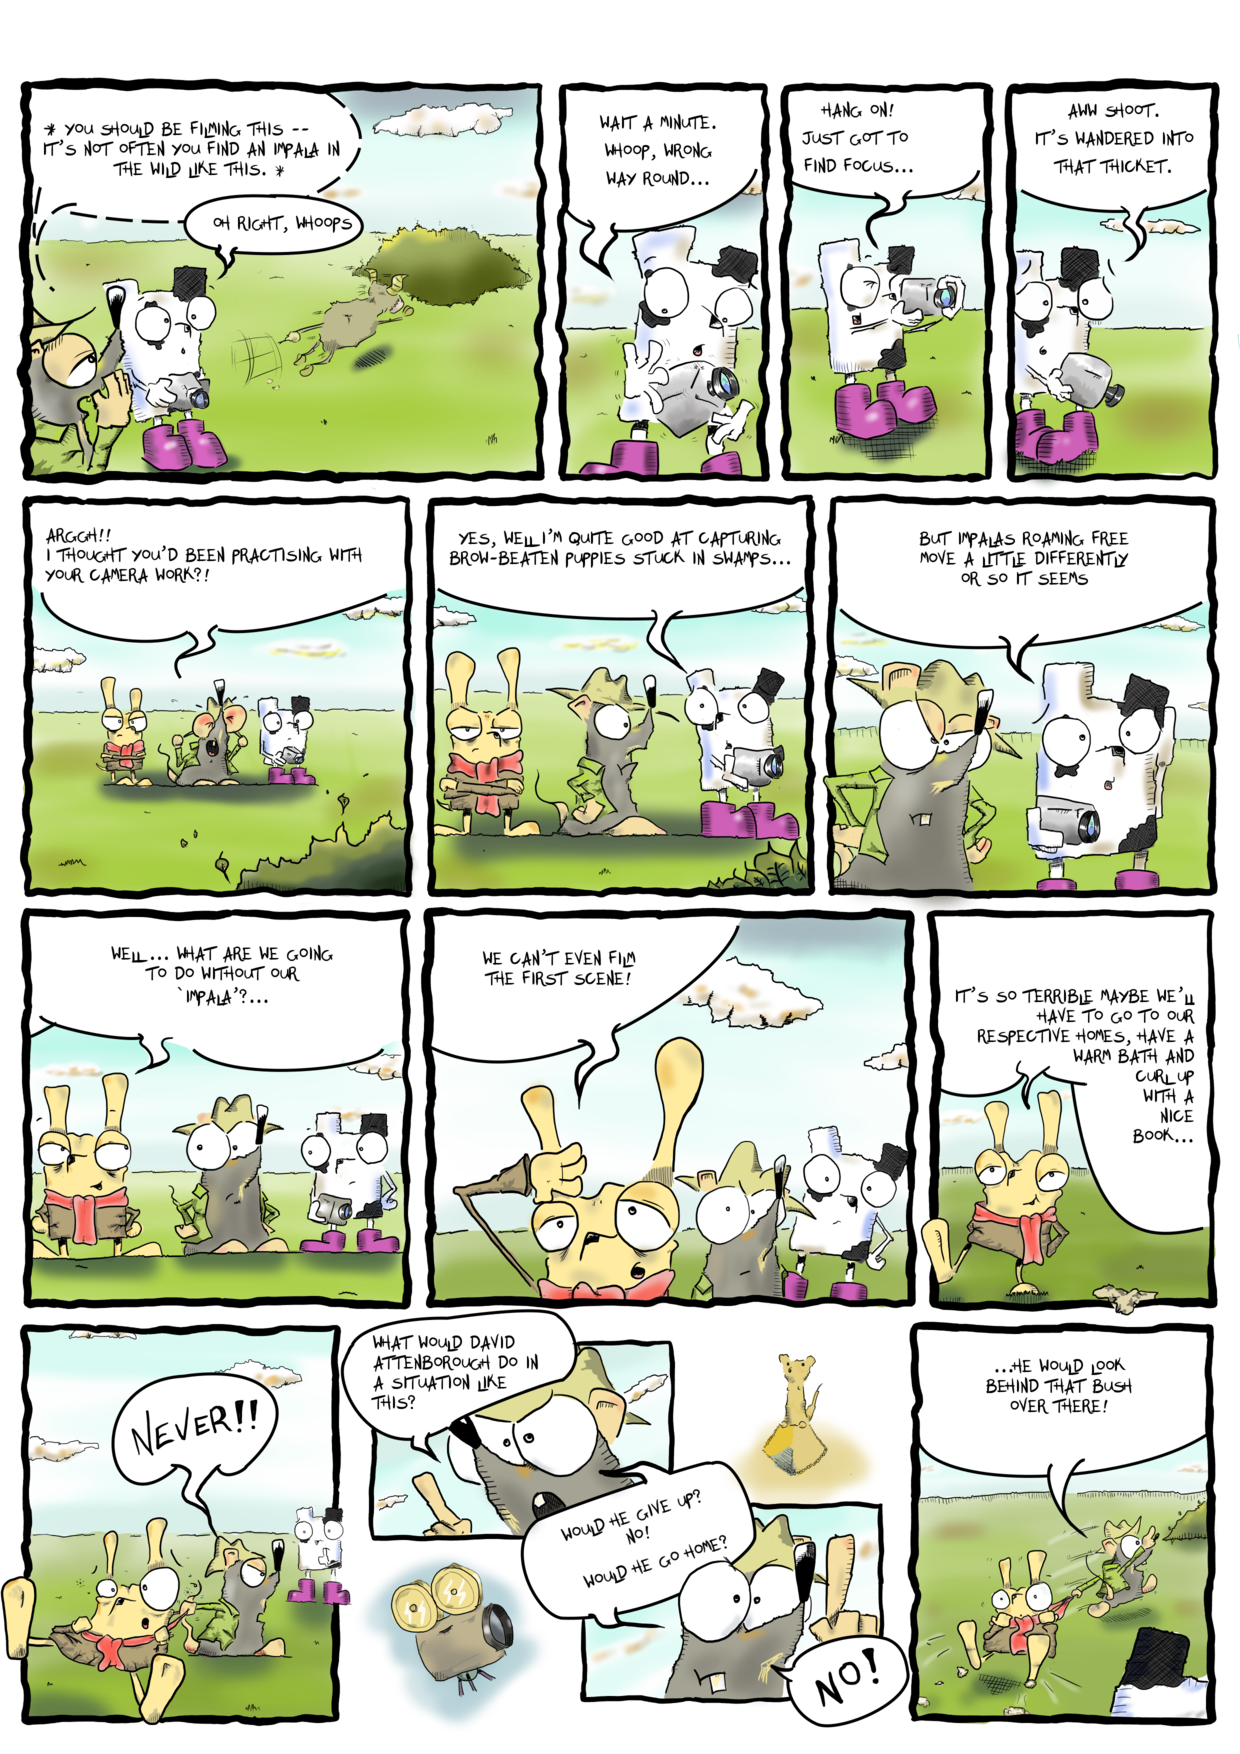 * YOU SHOULD BE FILMING THIS --
IT'S NOT OFTEN YOU FIND AN IMPALA IN
THE WILD LIKE THIS. *
OH RIGHT, WHOOPS
WAIT A MINUTE.
WHOOP, WRONG
WAY ROUND...
HANG ON!
JUST GOT TO
FIND FOCUS...
AWW SHOOT.
IT'S WANDERED INTO
THAT THICKET.
ARGGH!!
I THOUGHT YOU'D BEEN PRACTISING WITH
YOUR CAMERA WORK?!
YES, WELL I'M QUITE GOOD AT CAPTURING
BROW-BEATEN PUPPIES STUCK IN SWAMPS...
BUT IMPALAS ROAMING FREE
MOVE A LITTLE DIFFERENTLY
OR SO IT SEEMS
WELL... WHAT ARE WE GOING
TO DO WITHOUT OUR
'IMPALA'?...
WE CAN'T EVEN FILM
THE FIRST SCENE!
IT'S SO TERRIBLE MAYBE WE'LL
HAVE TO GO TO OUR
RESPECTIVE HOMES, HAVE A
WARM BATH AND
CURL UP
WITH A
NICE
BOOK...
NEVER!!
WHAT WOULD DAVID
ATTENBOROUGH DO IN
A SITUATION LIKE
THIS?
WOULD HE GIVE UP?
NO!
WOULD HE GO HOME?
NO!
...HE WOULD LOOK
BEHIND THAT BUSH
OVER THERE!